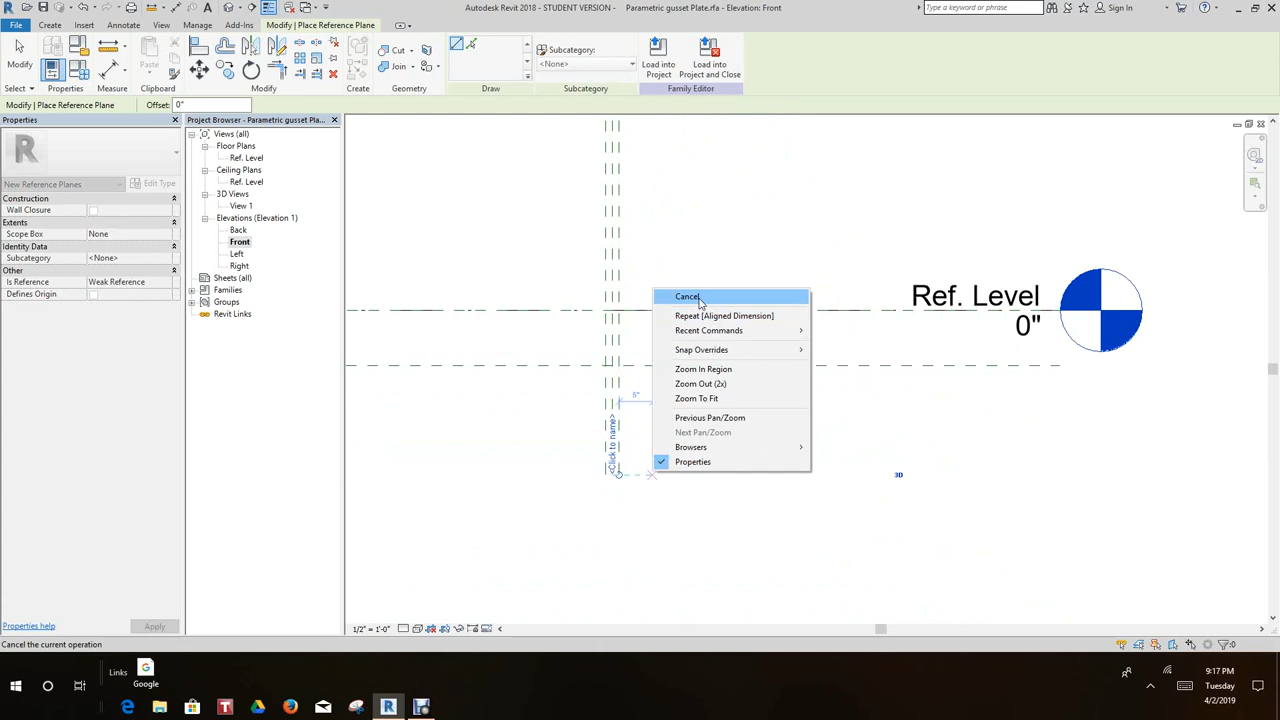 Autodesk Revit 2018 - STUDENT VERSION - Parametric gusset Plate.rfa - Elevation: Front
Type a keyword or phrase
Sign In
File Create Insert Annotate View Manage Add-Ins Modify | Place Reference Plane
Modify
Paste
Cut
Join
Subcategory:
<None>
Load into
Project
Load into
Project and Close
Select Properties Measure Clipboard Modify Create Geometry Draw Subcategory Family Editor
Modify | Place Reference Plane Offset: 0"
Properties
Project Browser - Parametric gusset Pla...
R
New Reference Planes
Edit Type
Construction
Wall Closure
Extents
Scope Box None
Identity Data
Subcategory <None>
Other
Is Reference Weak Reference
Defines Origin
Views (all)
Floor Plans
Ref. Level
Ceiling Plans
Ref. Level
3D Views
View 1
Elevations (Elevation 1)
Back
Front
Left
Right
Sheets (all)
Families
Groups
Revit Links
Cancel
Repeat [Aligned Dimension]
Recent Commands
Snap Overrides
Zoom In Region
Zoom Out (2x)
Zoom To Fit
Previous Pan/Zoom
Next Pan/Zoom
Browsers
Properties
Ref. Level
0"
5"
<Click to name>
3D
Properties help
Apply
1/2" = 1'-0"
Cancel the current operation
:0
Links
Google
9:17 PM
Tuesday
4/2/2019